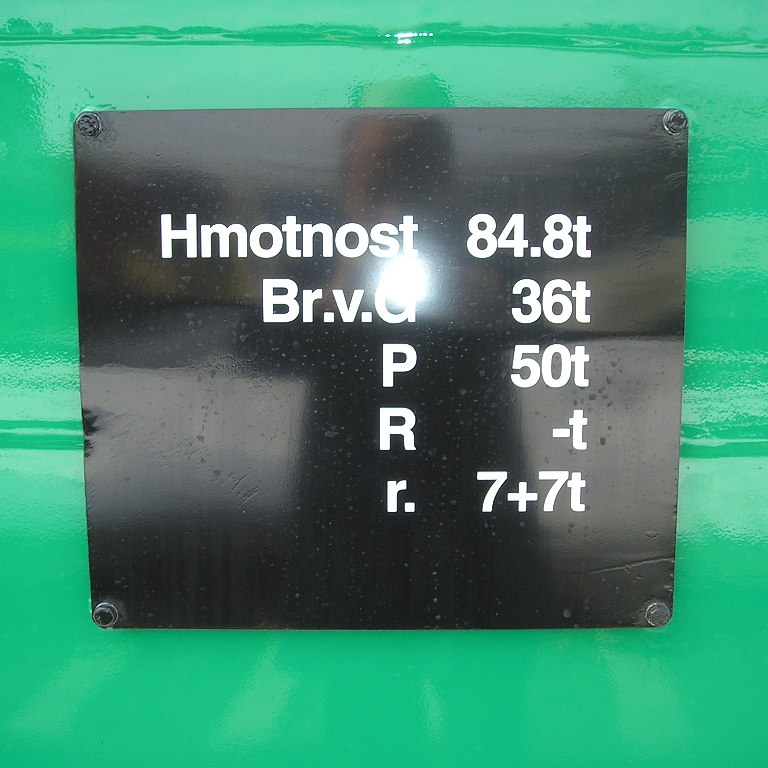 Hmotnost 84.8t
Br.v.G 36t
P 50t
R -t
r. 7+7t